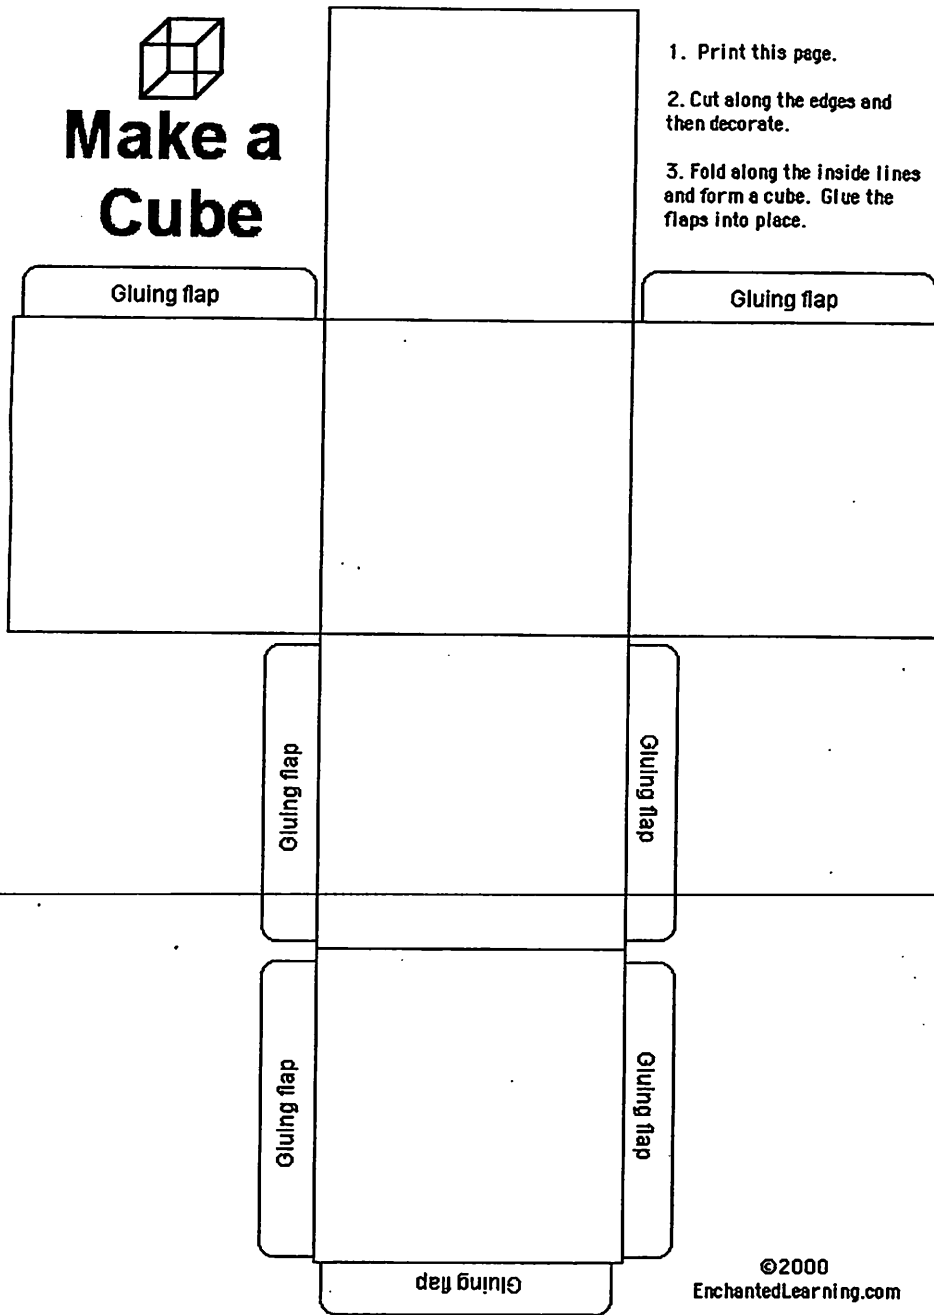 Make a
Cube
1. Print this page.
2. Cut along the edges and
then decorate.
3. Fold along the inside lines
and form a cube. Glue the
flaps into place.
Gluing flap
Gluing flap
Gluing flap
Gluing flap
Gluing flap
Gluing flap
Gluing flap
©2000
EnchantedLearning.com